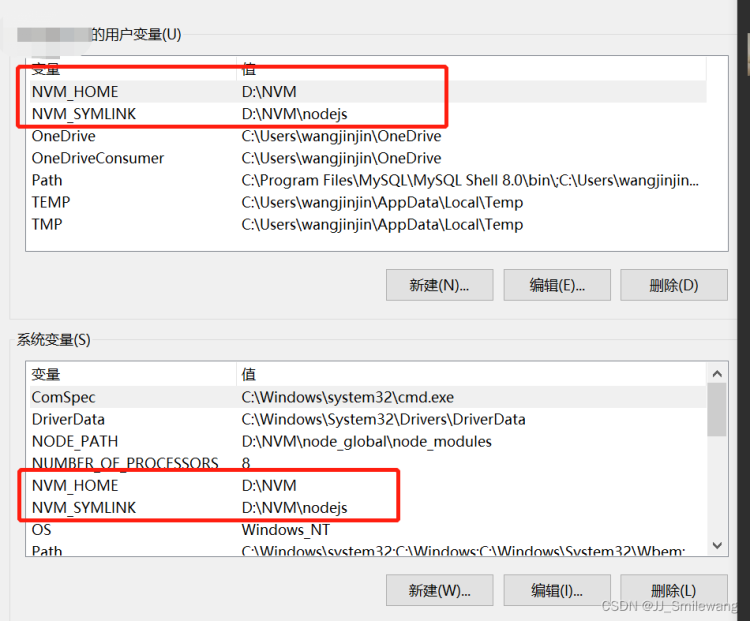 的用户变量(U)
变量 值
NVM_HOME D:\NVM
NVM_SYMLINK D:\NVM\nodejs
OneDrive C:\Users\wangjinjin\OneDrive
OneDriveConsumer C:\Users\wangjinjin\OneDrive
Path C:\Program Files\MySQL\MySQL Shell 8.0\bin\;C:\Users\wangjinjin...
TEMP C:\Users\wangjinjin\AppData\Local\Temp
TMP C:\Users\wangjinjin\AppData\Local\Temp
新建(N)... 编辑(E)... 删除(D)
系统变量(S)
变量 值
ComSpec C:\Windows\system32\cmd.exe
DriverData C:\Windows\System32\Drivers\DriverData
NODE_PATH D:\NVM\node_global\node_modules
NUMBER_OF_PROCESSORS 8
NVM_HOME D:\NVM
NVM_SYMLINK D:\NVM\nodejs
OS Windows_NT
Path C:\Windows\system32;C:\Windows;C:\Windows\System32\Wbem;
新建(W)... 编辑(I)... 删除(L)
CSDN @JJ_Smilewang